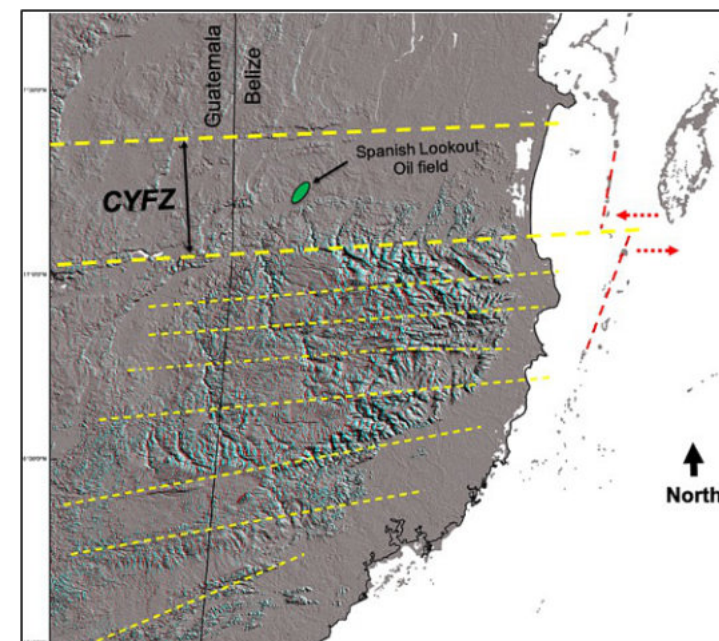 Guatemala
Belize
Spanish Lookout
Oil field
CYFZ
North